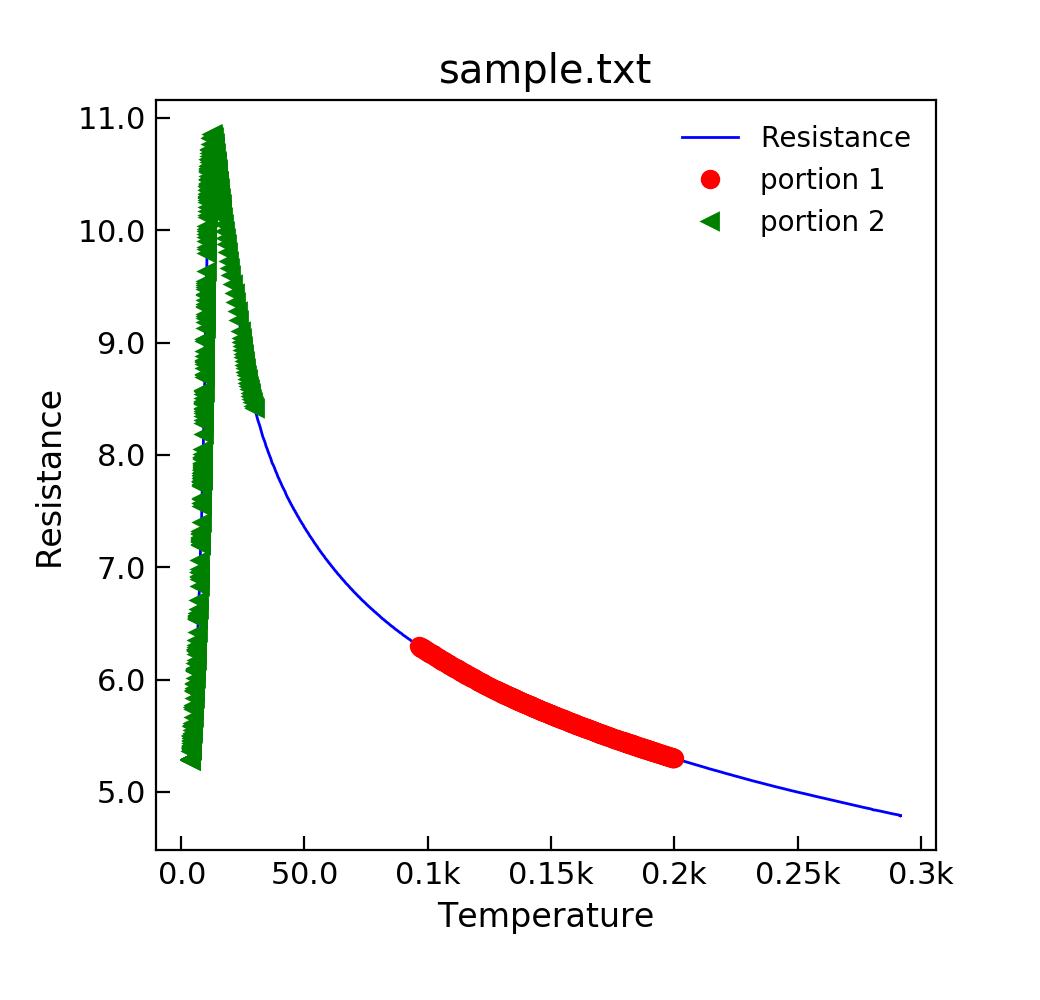 sample.txt
11.0
10.0
9.0
8.0
7.0
6.0
5.0
Resistance
Resistance
portion 1
portion 2
0.0 50.0 0.1k 0.15k 0.2k 0.25k 0.3k
Temperature